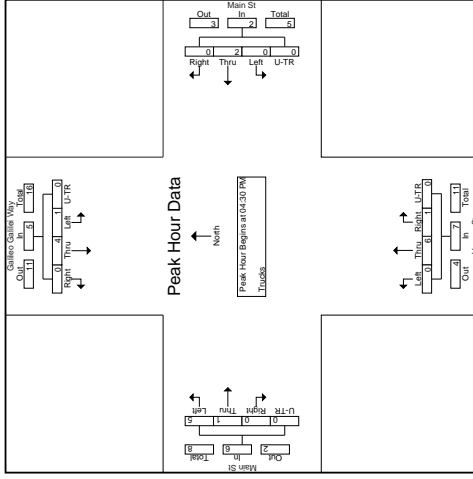 Main St
Out In Total
3 2 5
0 2 0 0
Right Thru Left U-TR
Galileo Galilei Way
Out In Total
11 5 16
0 4 1 0
Right Thru Left U-TR
Peak Hour Data
North
Peak Hour Begins at 04:30 PM
Trucks
Left Thru Right U-TR
0 6 1 0
Out In Total
4 7 11
Left Thru Right U-TR
5 1 0 0
Total In Out
8 6 2
Main St